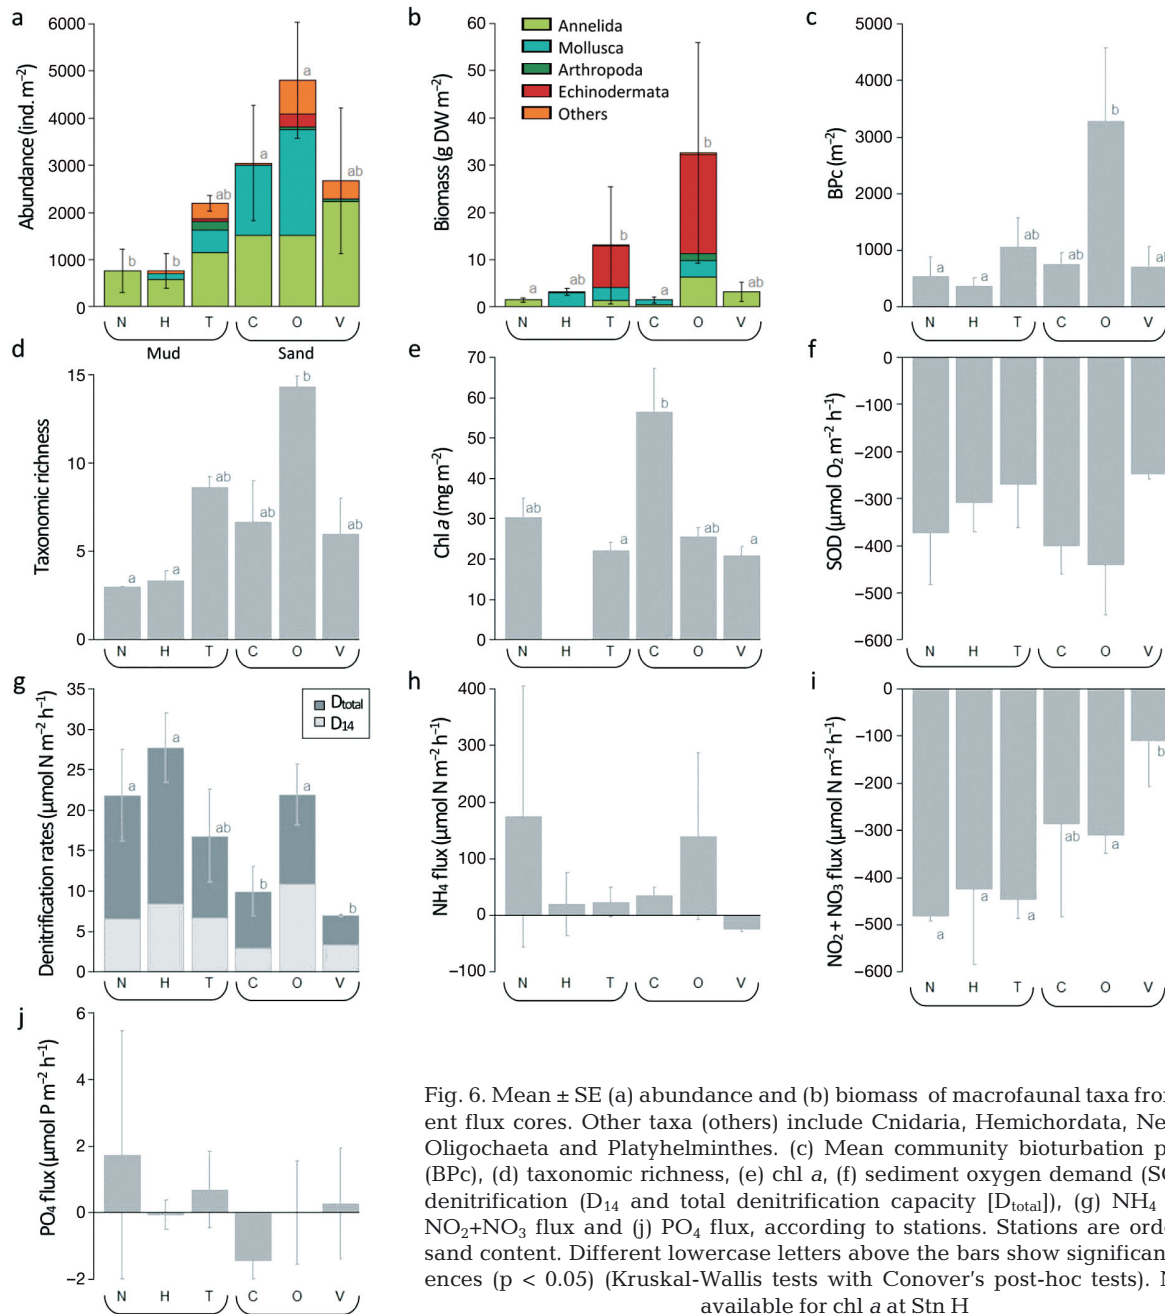 a
Abundance (ind. m⁻²)
6000
5000
4000
3000
2000
1000
0
b
b
ab
a
a
ab
N H T C O V
Mud Sand
b
Biomass (g DW m⁻²)
60
50
40
30
20
10
0
Annelida
Mollusca
Arthropoda
Echinodermata
Others
a
ab
b
a
b
ab
N H T C O V
c
BPc (m⁻²)
5000
4000
3000
2000
1000
0
a
a
ab
ab
b
ab
N H T C O V
d
Taxonomic richness
15
10
5
0
a
a
ab
ab
b
ab
N H T C O V
e
Chl a (mg m⁻²)
70
60
50
40
30
20
10
0
ab
a
b
ab
a
N H T C O V
f
SOD (µmol O₂ m⁻² h⁻¹)
0
−100
−200
−300
−400
−500
−600
N H T C O V
g
Denitrification rates (µmol N m⁻² h⁻¹)
35
30
25
20
15
10
5
0
Dtotal
D14
a
a
ab
b
a
b
N H T C O V
h
NH₄ flux (µmol N m⁻² h⁻¹)
400
300
200
100
0
−100
N H T C O V
i
NO₂ + NO₃ flux (µmol N m⁻² h⁻¹)
0
−100
−200
−300
−400
−500
−600
a
a
a
ab
a
b
N H T C O V
j
PO₄ flux (µmol P m⁻² h⁻¹)
6
4
2
0
−2
N H T C O V
Fig. 6. Mean ± SE (a) abundance and (b) biomass of macrofaunal taxa fro
ent flux cores. Other taxa (others) include Cnidaria, Hemichordata, Ne
Oligochaeta and Platyhelminthes. (c) Mean community bioturbation p
(BPc), (d) taxonomic richness, (e) chl a, (f) sediment oxygen demand (SO
denitrification (D₁₄ and total denitrification capacity [Dtotal]), (g) NH₄
NO₂+NO₃ flux and (j) PO₄ flux, according to stations. Stations are orde
sand content. Different lowercase letters above the bars show significan
ences (p < 0.05) (Kruskal-Wallis tests with Conover's post-hoc tests). N
available for chl a at Stn H